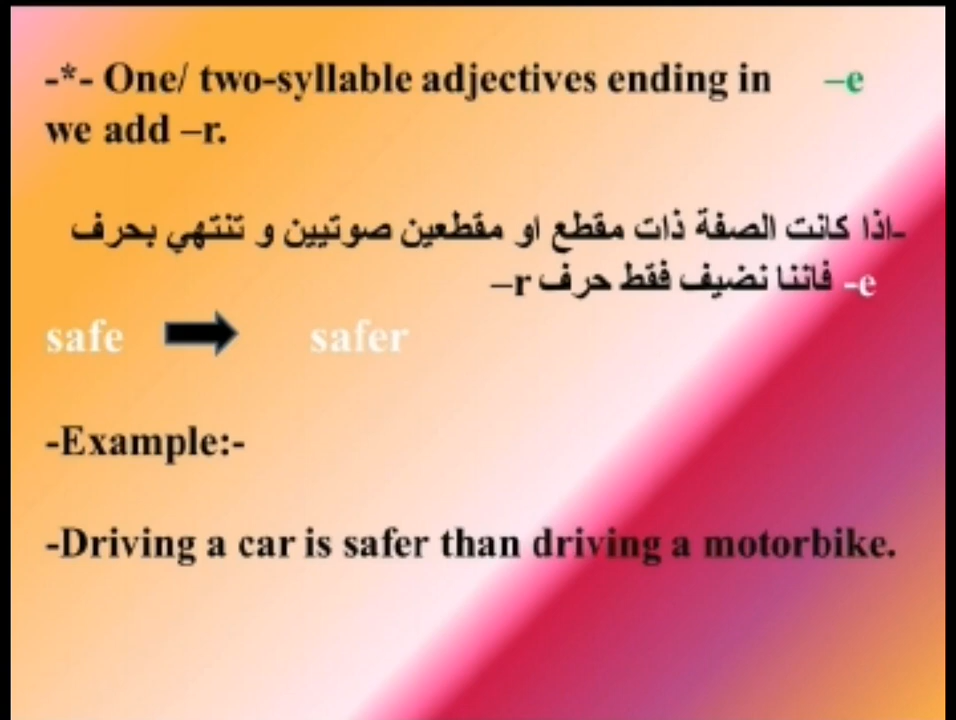 -*- One/ two-syllable adjectives ending in –e
we add –r.
-اذا كانت الصفة ذات مقطع او مقطعين صوتيين و تنتهي بحرف
e- فاننا نضيف فقط حرف r–
safe safer
-Example:-
-Driving a car is safer than driving a motorbike.